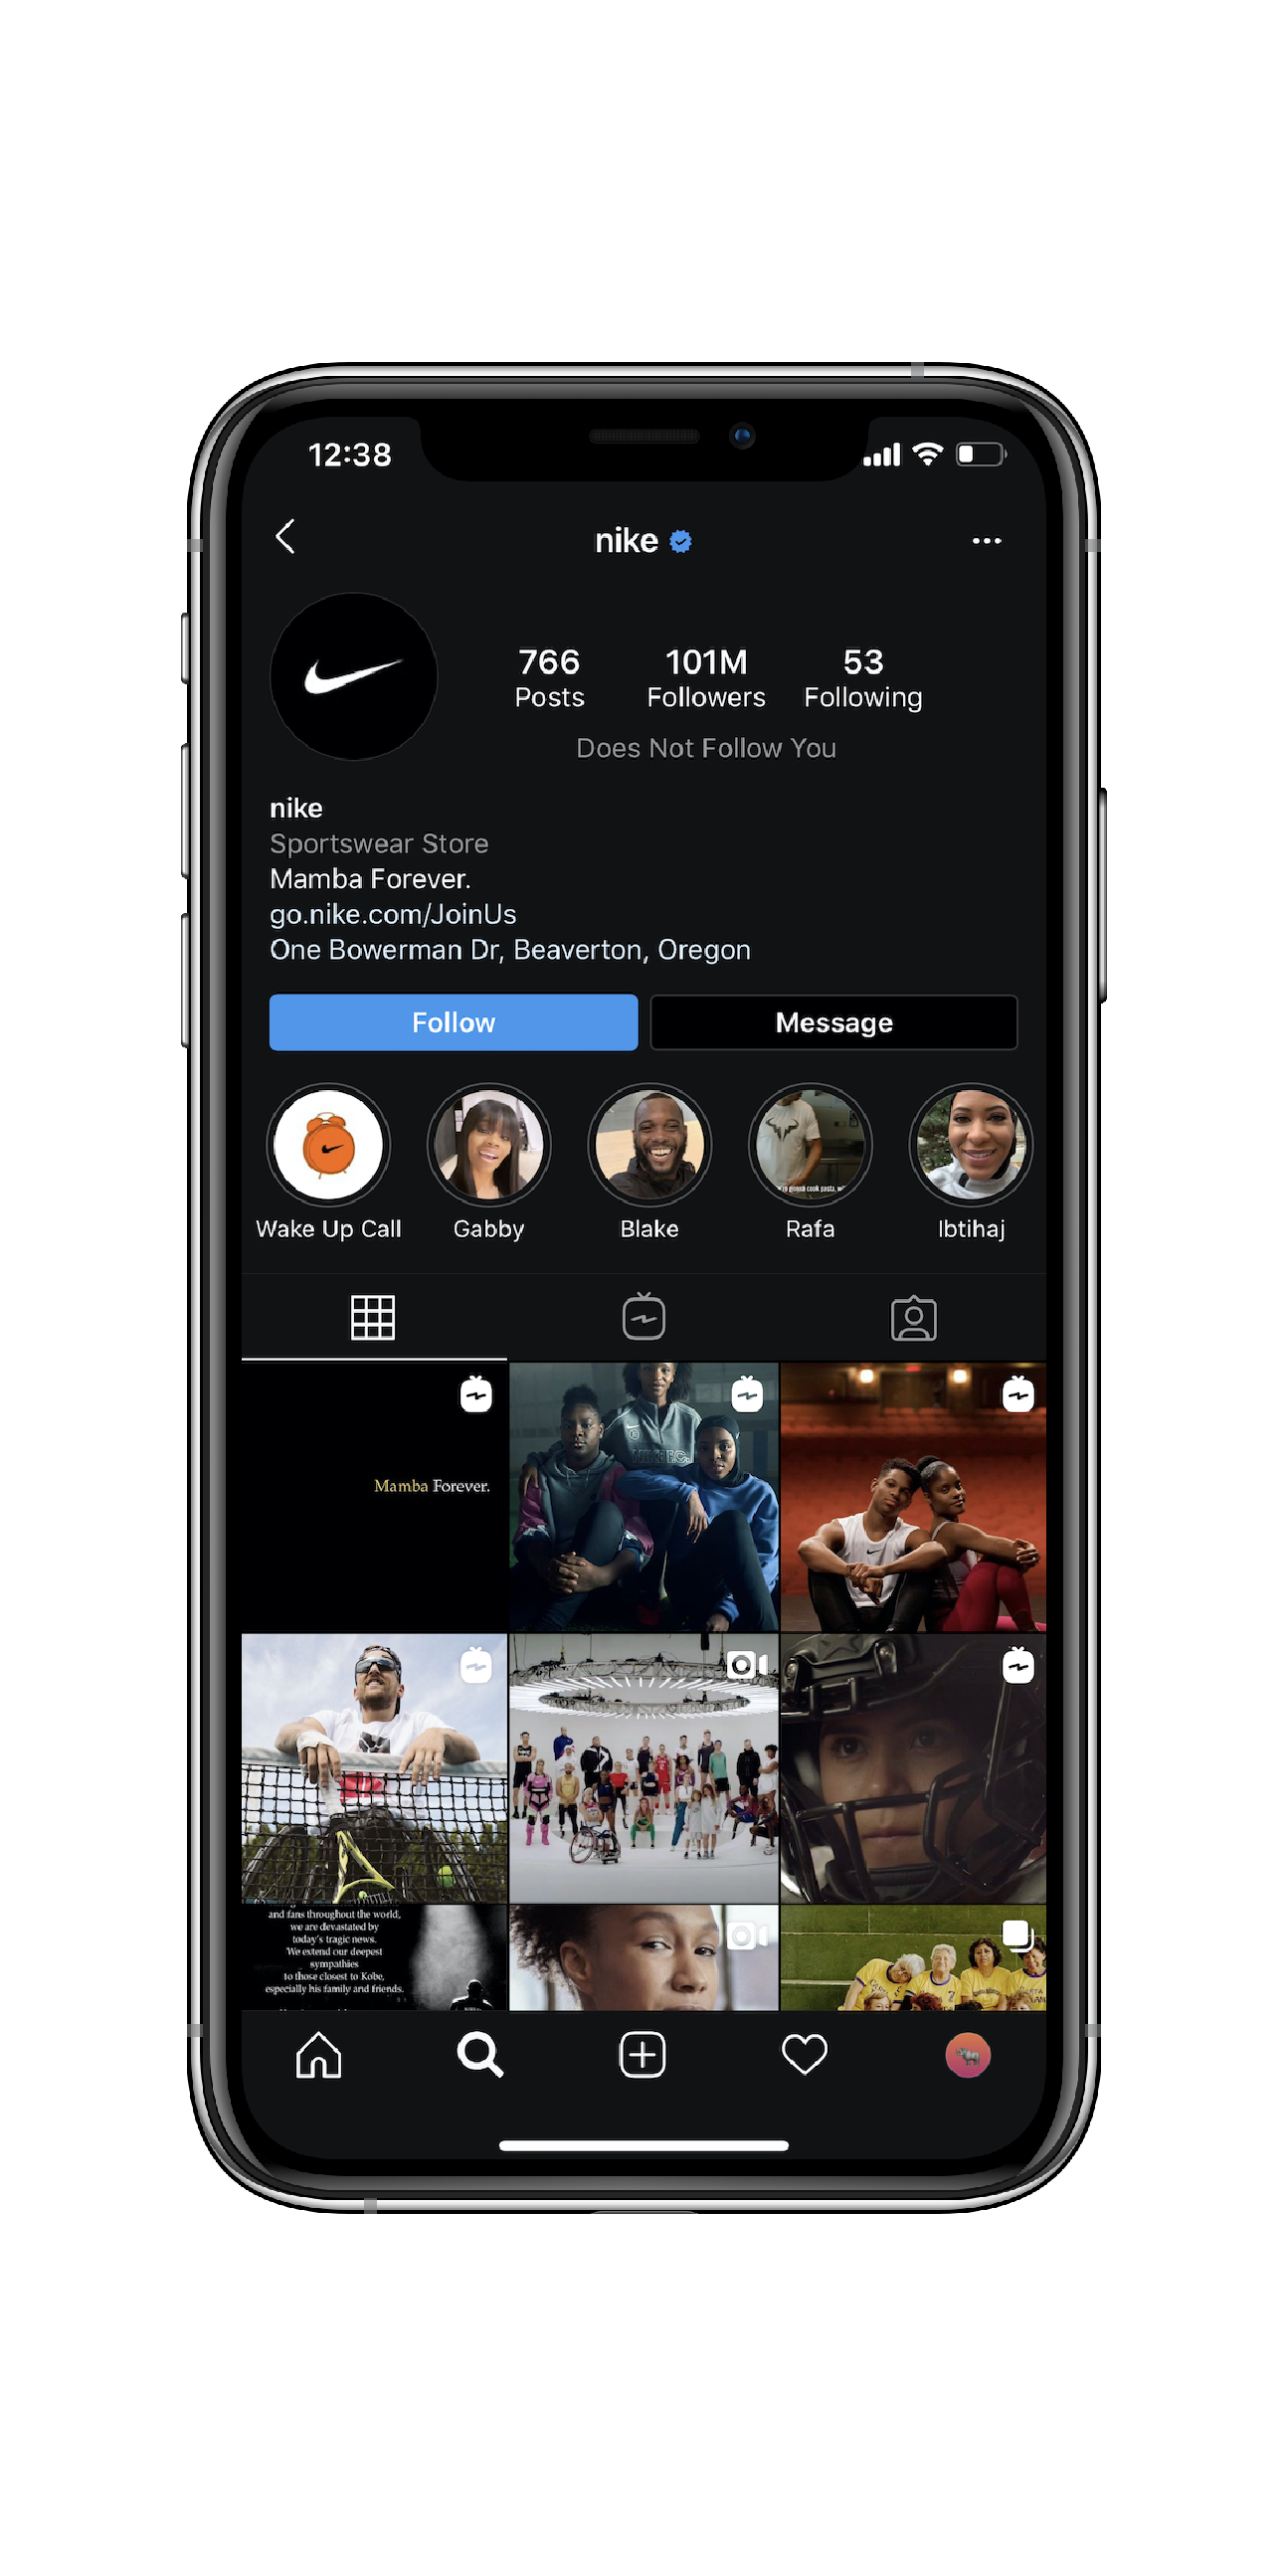 12:38
nike
766 101M 53
Posts Followers Following
Does Not Follow You
nike
Sportswear Store
Mamba Forever.
go.nike.com/JoinUs
One Bowerman Dr, Beaverton, Oregon
Follow Message
gonna cook pasta,
Wake Up Call Gabby Blake Rafa Ibtihaj
Mamba Forever.
and fans throughout the world,
we are devastated by
today's tragic news.
We extend our deepest
sympathies
to those closest to Kobe,
especially his family and friends.